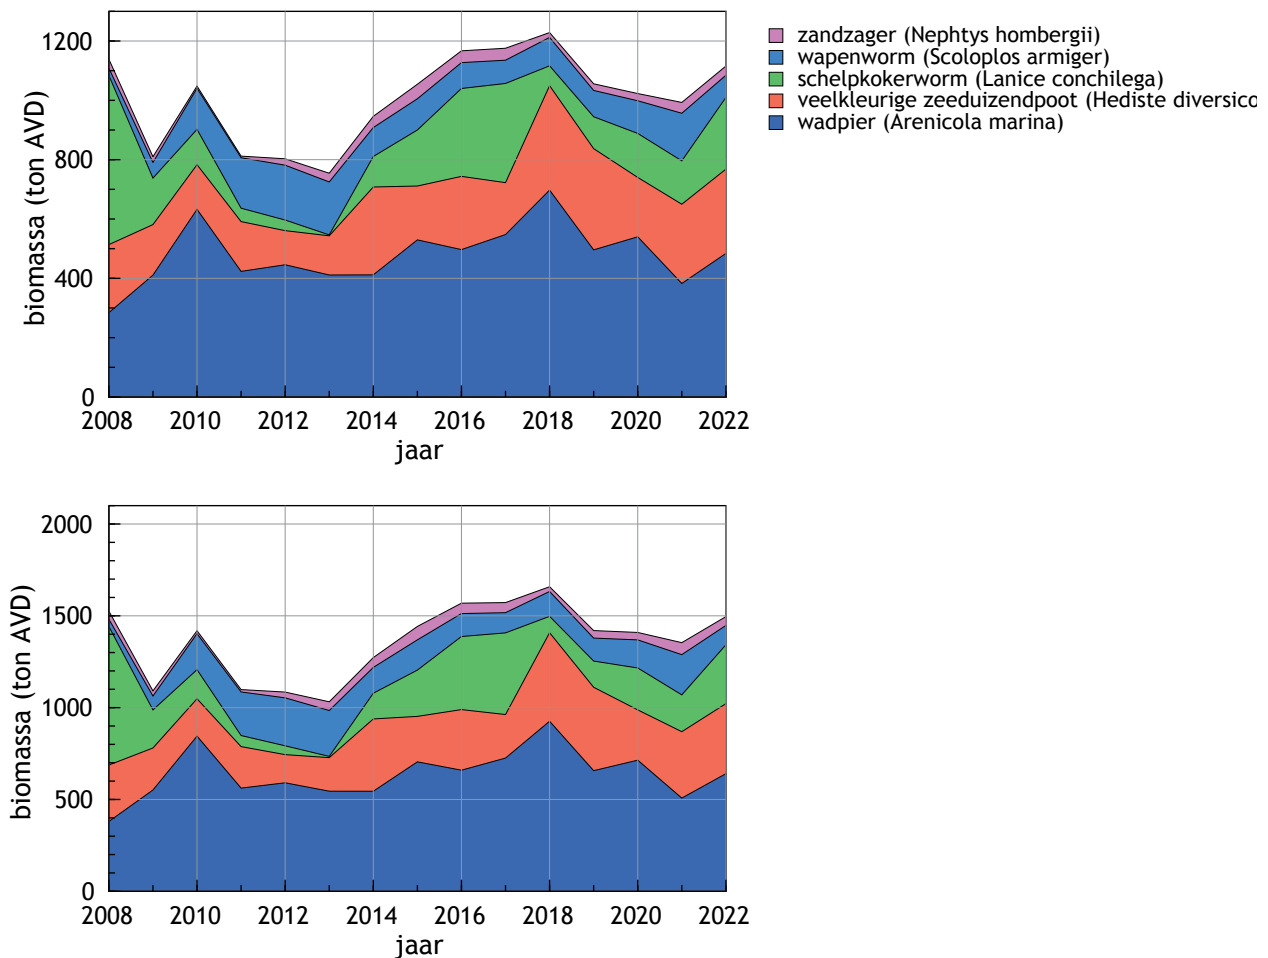 1200
800
400
0
biomassa (ton AVD)
2008 2010 2012 2014 2016 2018 2020 2022
jaar
zandzager (Nephtys hombergii)
wapenworm (Scoloplos armiger)
schelpkokerworm (Lanice conchilega)
veelkleurige zeeduizendpoot (Hediste diversico
wadpier (Arenicola marina)
2000
1500
1000
500
0
biomassa (ton AVD)
2008 2010 2012 2014 2016 2018 2020 2022
jaar